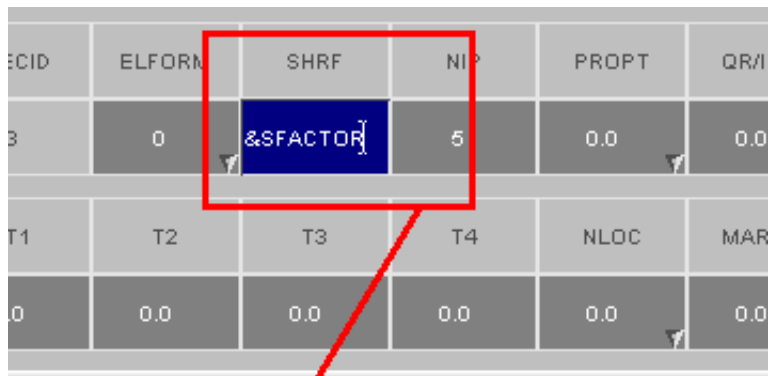 ECID ELFORM SHRF NIP PROPT QR/I
3 0 &SFACTOR 5 0.0 0.0
T1 T2 T3 T4 NLOC MAR
.0 0.0 0.0 0.0 0.0 0.0